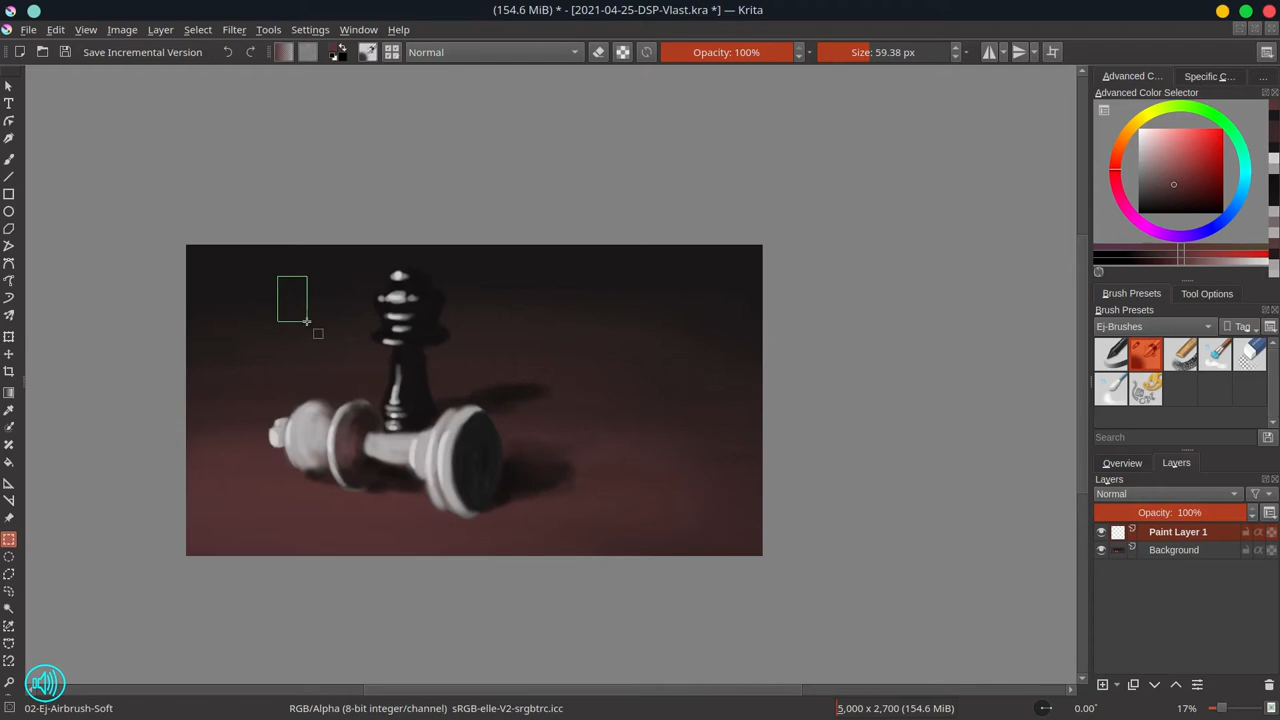 (154.6 MiB) * - [2021-04-25-DSP-Vlast.kra *] — Krita
File Edit View Image Layer Select Filter Tools Settings Window Help
Save Incremental Version
Normal
Opacity: 100%
Size: 59.38 px
Advanced C...
Specific C...
...
Advanced Color Selector
Brush Presets
Tool Options
Brush Presets
Ej-Brushes
Tag
Search
Overview
Layers
Layers
Normal
Opacity: 100%
Paint Layer 1
Background
02-Ej-Airbrush-Soft
RGB/Alpha (8-bit integer/channel) sRGB-elle-V2-srgbtrc.icc
5,000 x 2,700 (154.6 MiB)
0.00°
17%